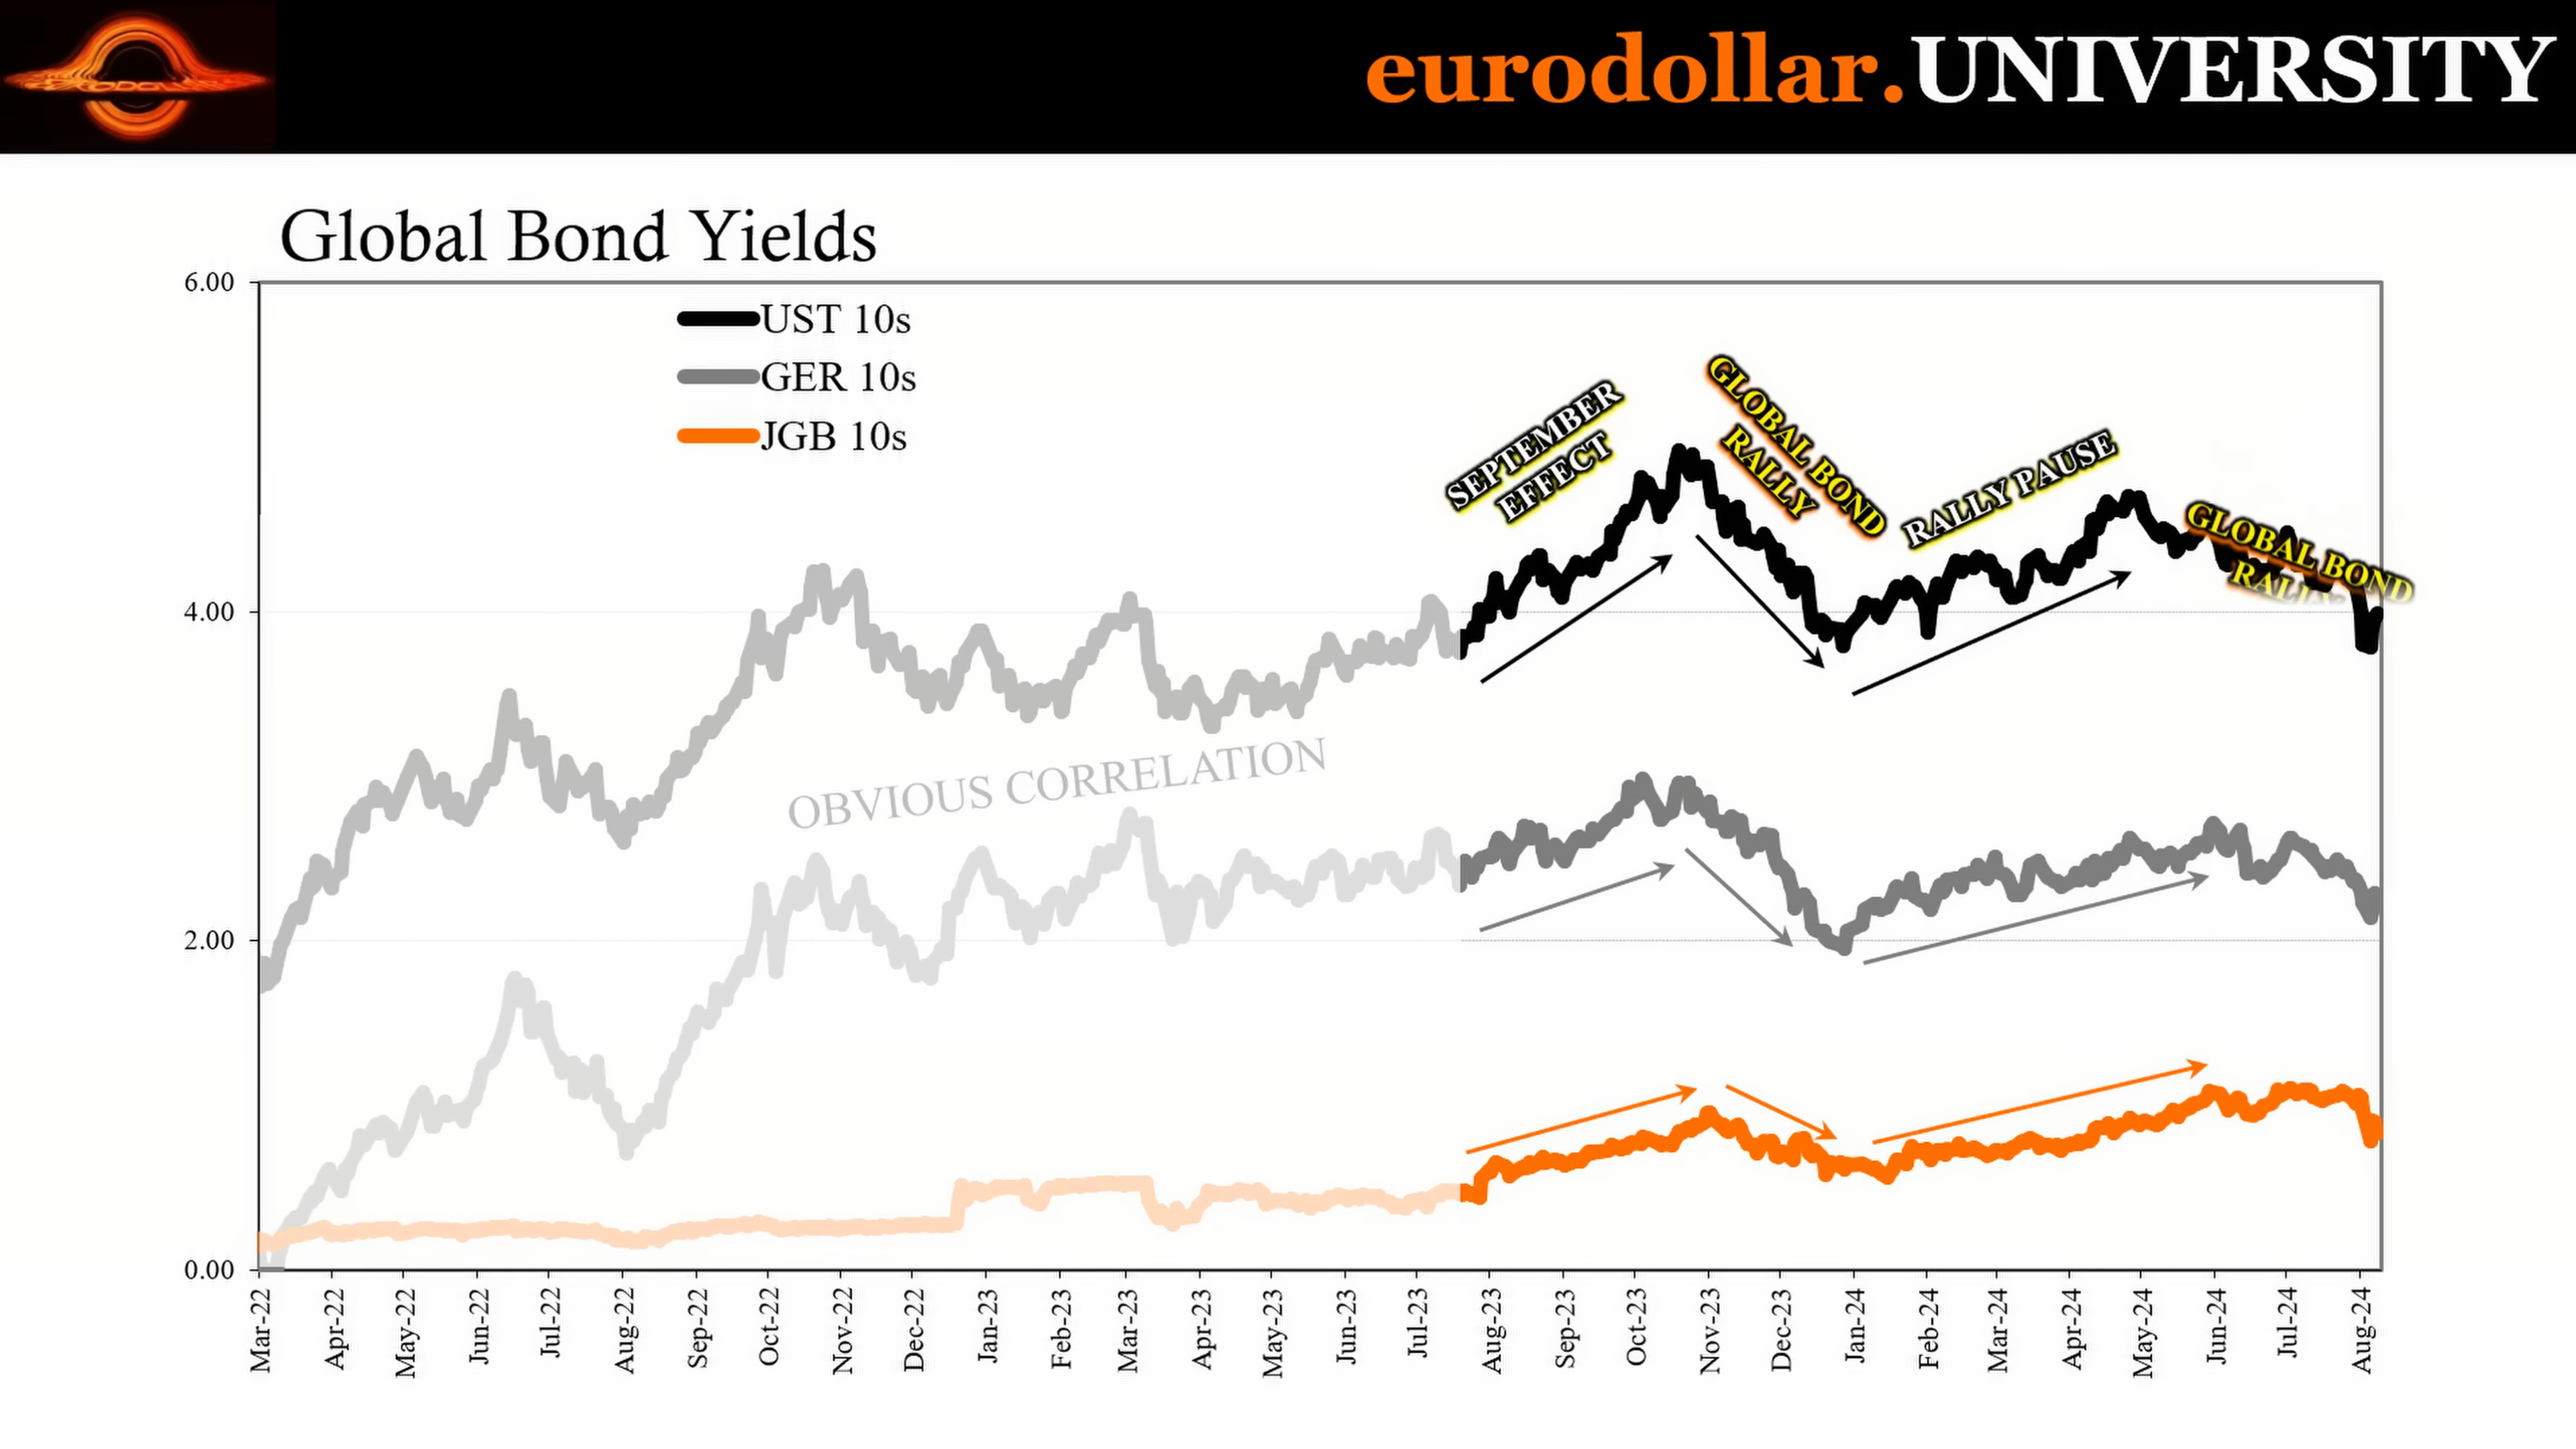 eurodollar.UNIVERSITY
Global Bond Yields
6.00
4.00
2.00
0.00
UST 10s
GER 10s
JGB 10s
SEPTEMBER
EFFECT
GLOBAL BOND
RALLY
RALLY PAUSE
GLOBAL BOND
RALLY
OBVIOUS CORRELATION
Mar-22
Apr-22
May-22
Jun-22
Jul-22
Aug-22
Sep-22
Oct-22
Nov-22
Dec-22
Jan-23
Feb-23
Mar-23
Apr-23
May-23
Jun-23
Jul-23
Aug-23
Sep-23
Oct-23
Nov-23
Dec-23
Jan-24
Feb-24
Mar-24
Apr-24
May-24
Jun-24
Jul-24
Aug-24